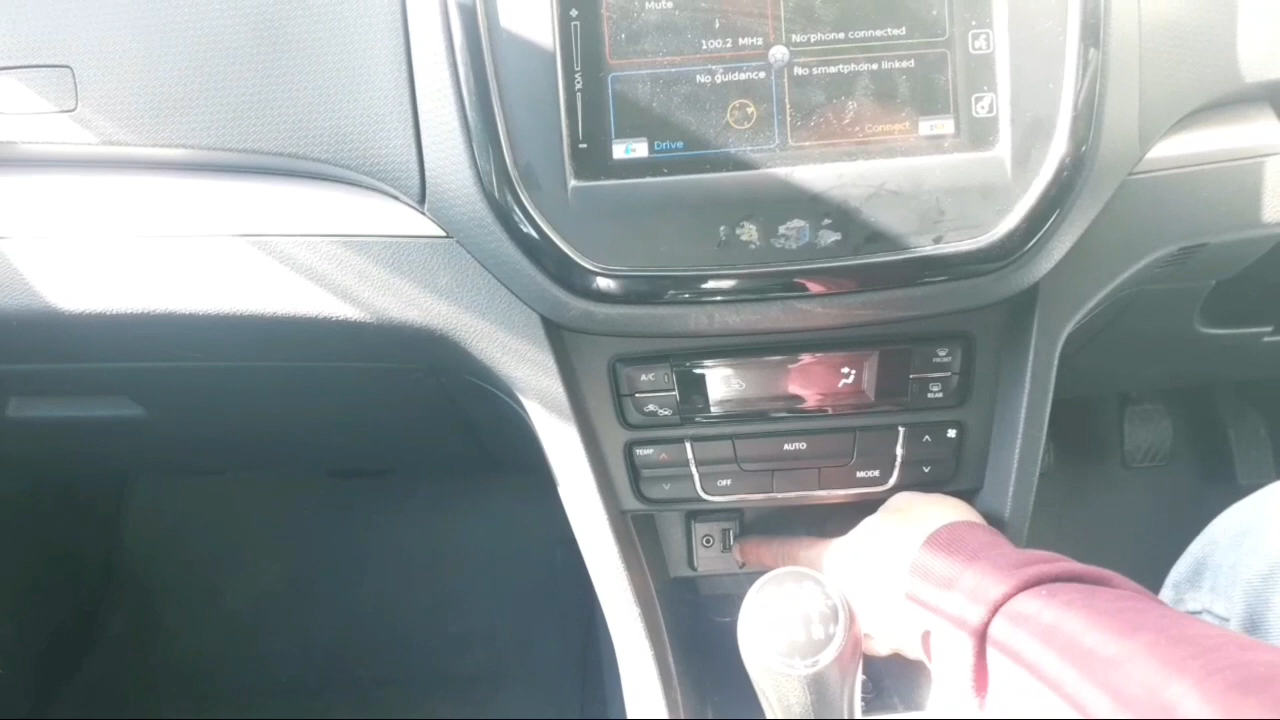 Mute
100.2 MHz
No phone connected
No guidance
No smartphone linked
VOL
Connect
Drive
A/C
FRONT
REAR
TEMP
AUTO
OFF
MODE